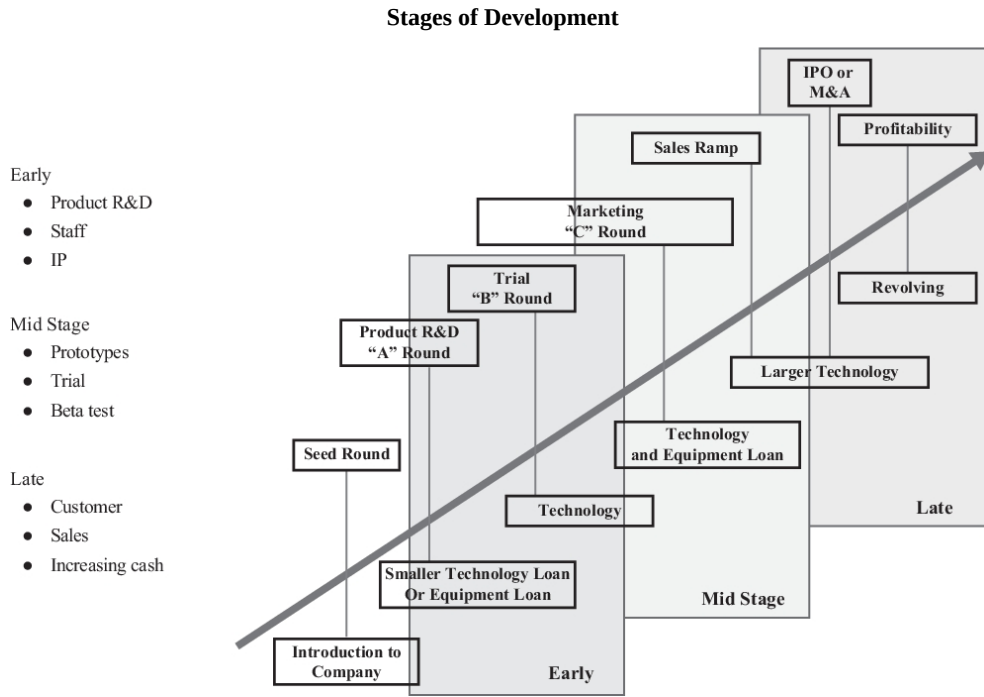 Stages of Development
Early
● Product R&D
● Staff
● IP
Mid Stage
● Prototypes
● Trial
● Beta test
Late
● Customer
● Sales
● Increasing cash
IPO or
M&A
Profitability
Sales Ramp
Marketing
“C” Round
Trial
“B” Round
Product R&D
“A” Round
Seed Round
Revolving
Larger Technology
Technology
and Equipment Loan
Technology
Smaller Technology Loan
Or Equipment Loan
Introduction to
Company
Early
Mid Stage
Late